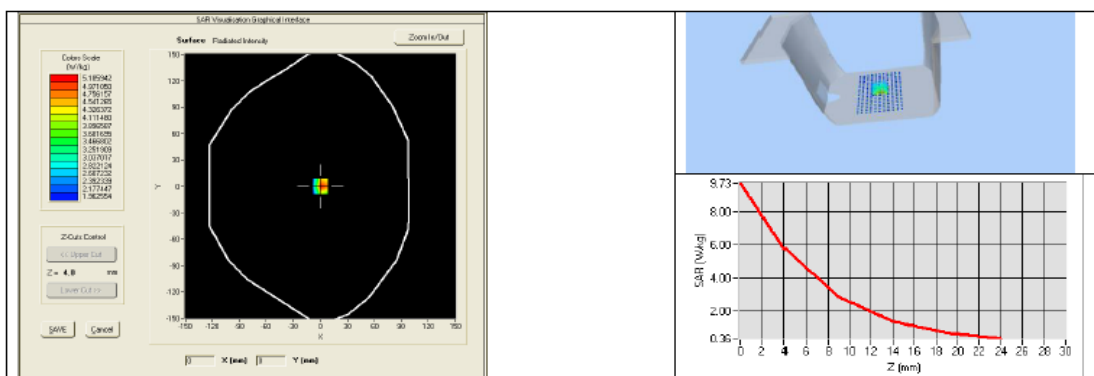 SAR Visualisation Graphical Interface
Surface Radiated Intensity
Zoom In/Out
Colors Scale
(W/kg)
5.185942
4.971050
4.756157
4.541265
4.326372
4.111480
3.896587
3.681695
3.466802
3.251909
3.037017
2.822124
2.607232
2.392339
2.177447
1.962554
Z-Cuts Control
<< Upper Cut
Z = 4.0 mm
Lower Cut >>
SAVE Cancel
150
120
90
60
30
0
-30
-60
-90
-120
-150
Y
-150 -120 -90 -60 -30 0 30 60 90 120 150
X
0 X (mm) Y (mm)
9.73
8.00
6.00
4.00
2.00
0.36
SAR (W/kg)
0 2 4 6 8 10 12 14 16 18 20 22 24 26 28 30
Z (mm)